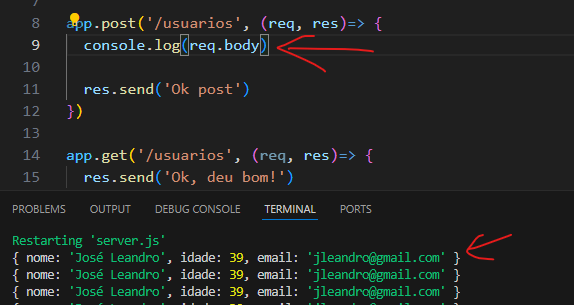 7
8 app.post('/usuarios', (req, res)=> {
9 console.log(req.body)
10
11 res.send('Ok post')
12 })
13
14 app.get('/usuarios', (req, res)=> {
15 res.send('Ok, deu bom!')
PROBLEMS OUTPUT DEBUG CONSOLE TERMINAL PORTS
Restarting 'server.js'
{ nome: 'José Leandro', idade: 39, email: 'jleandro@gmail.com' }
{ nome: 'José Leandro', idade: 39, email: 'jleandro@gmail.com' }
{ nome: 'José Leandro', idade: 39, email: 'jleandro@gmail.com' }